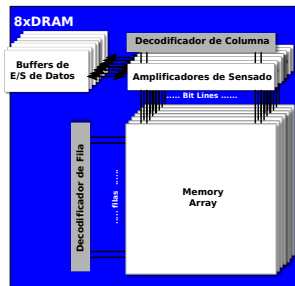 8xDRAM
Decodificador de Columna
Buffers de
E/S de Datos
Amplificadores de Sensado
..... Bit Lines ......
Decodificador de Fila
..... filas ......
Memory
Array